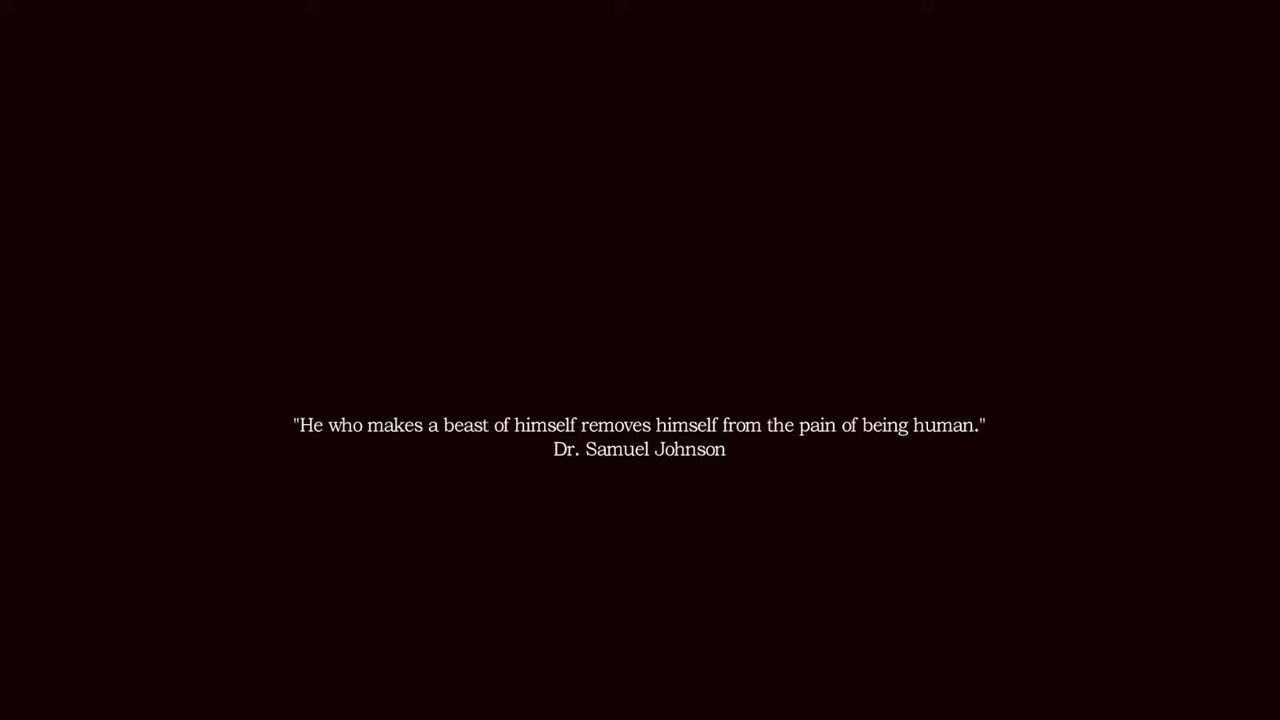 "He who makes a beast of himself removes himself from the pain of being human."
Dr. Samuel Johnson